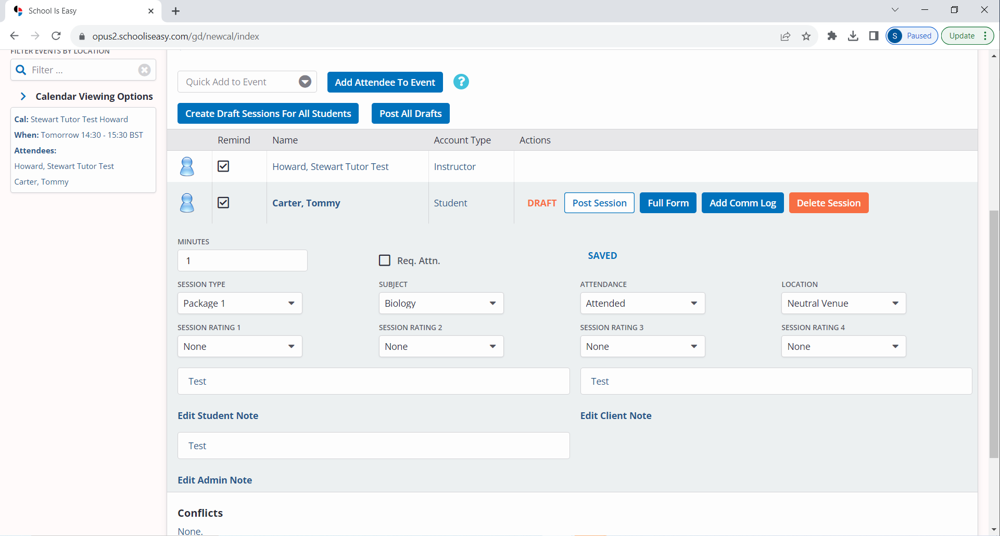 School Is Easy
opus2.schooliseasy.com/gd/newcal/index
S Paused
Update
FILTER EVENTS BY LOCATION
Filter ...
Calendar Viewing Options
Cal: Stewart Tutor Test Howard
When: Tomorrow 14:30 - 15:30 BST
Attendees:
Howard, Stewart Tutor Test
Carter, Tommy
Quick Add to Event
Add Attendee To Event
?
Create Draft Sessions For All Students
Post All Drafts
Remind Name Account Type Actions
Howard, Stewart Tutor Test Instructor
Carter, Tommy Student DRAFT Post Session Full Form Add Comm Log Delete Session
MINUTES
1
Req. Attn.
SAVED
SESSION TYPE SUBJECT ATTENDANCE LOCATION
Package 1 Biology Attended Neutral Venue
SESSION RATING 1 SESSION RATING 2 SESSION RATING 3 SESSION RATING 4
None None None None
Test Test
Edit Student Note Edit Client Note
Test
Edit Admin Note
Conflicts
None.